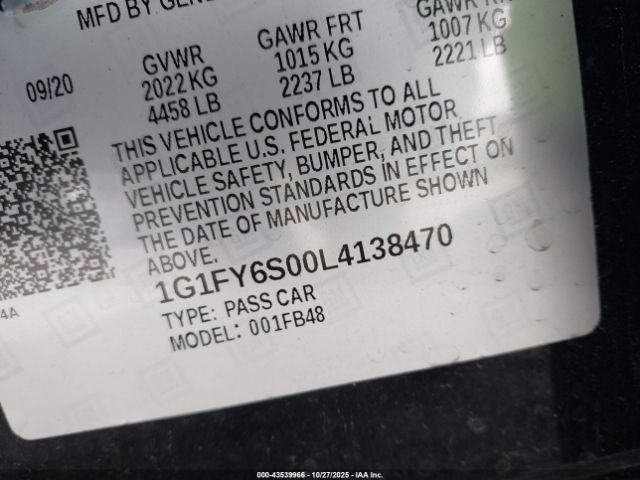 MFD BY GENE
09/20
GVWR
2022 KG
4458 LB
GAWR FRT
1015 KG
2237 LB
GAWR RR
1007 KG
2221 LB
THIS VEHICLE CONFORMS TO ALL
APPLICABLE U.S. FEDERAL MOTOR
VEHICLE SAFETY, BUMPER, AND THEFT
PREVENTION STANDARDS IN EFFECT ON
THE DATE OF MANUFACTURE SHOWN
ABOVE.
1G1FY6S00L4138470
TYPE: PASS CAR
MODEL: 001FB48
4A
000-43539966 - 10/27/2025 - IAA Inc.